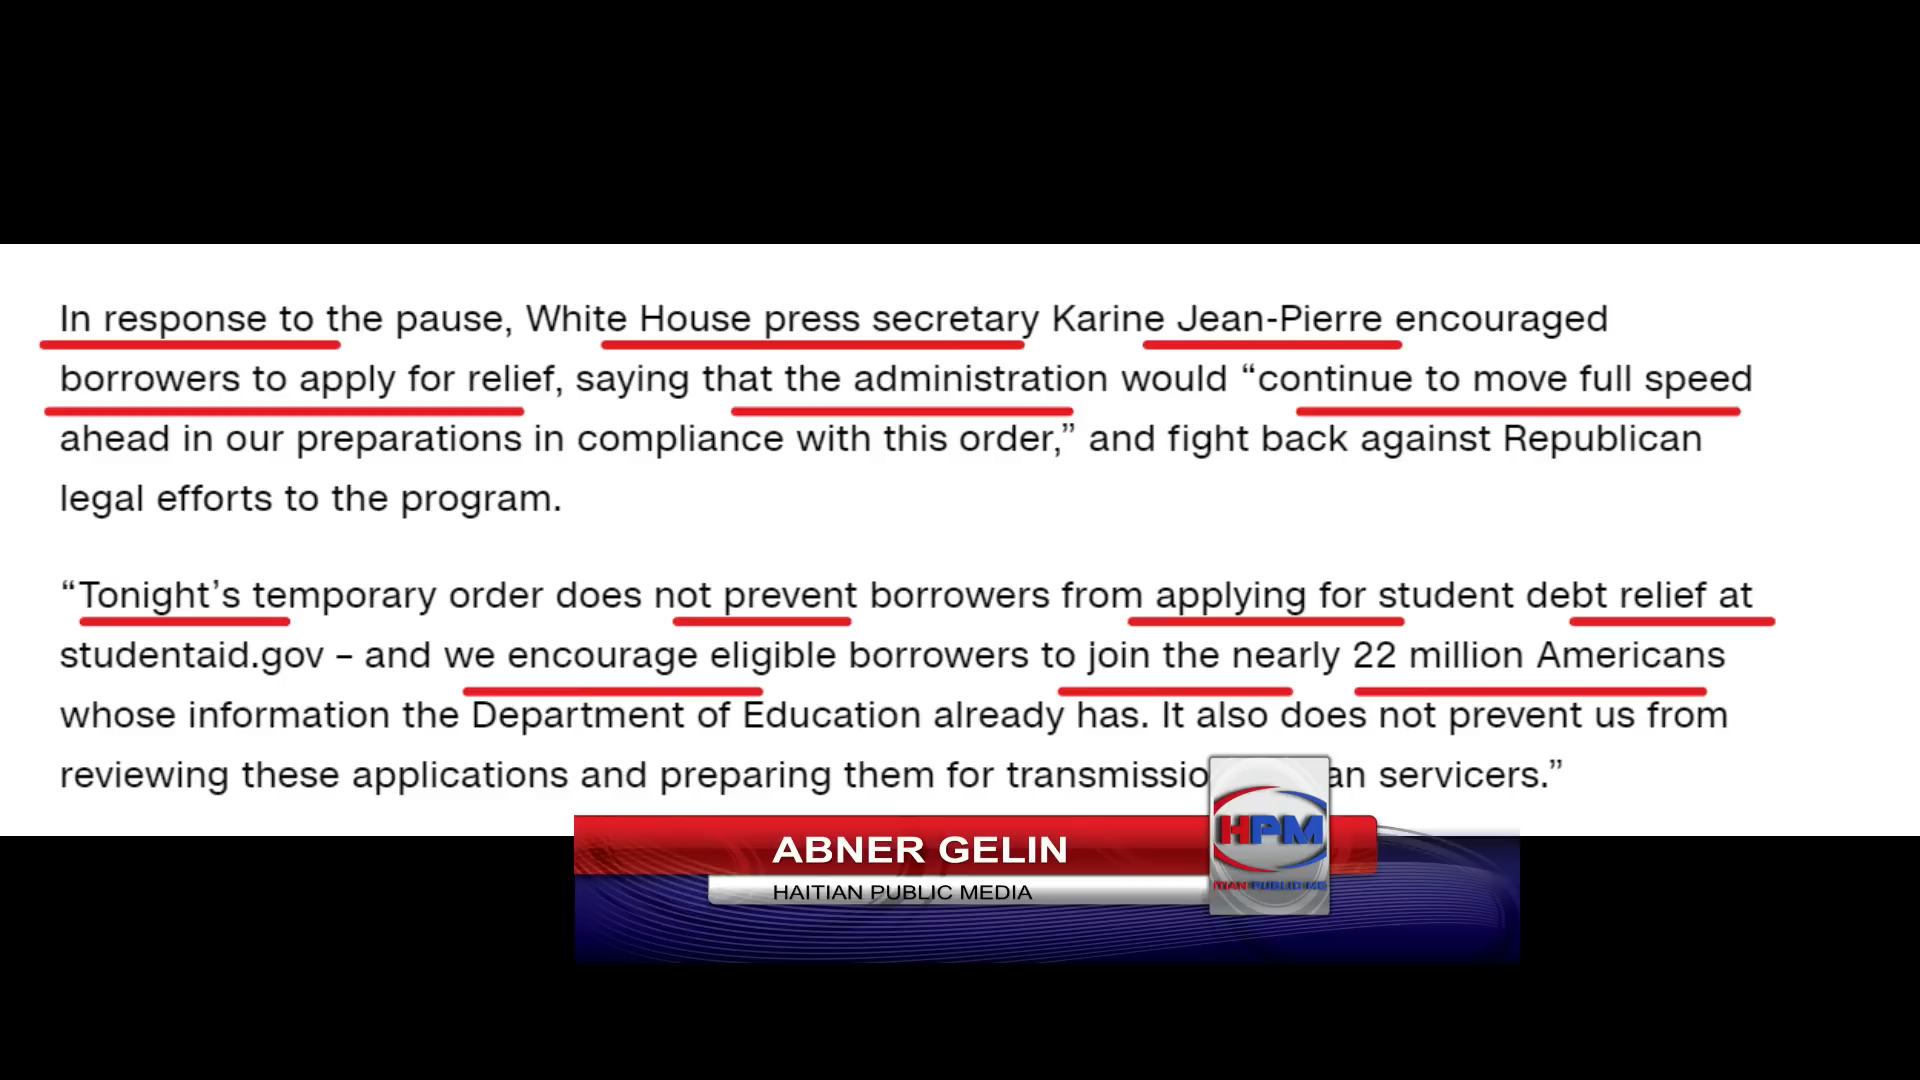 In response to the pause, White House press secretary Karine Jean-Pierre encouraged
borrowers to apply for relief, saying that the administration would “continue to move full speed
ahead in our preparations in compliance with this order,” and fight back against Republican
legal efforts to the program.
“Tonight’s temporary order does not prevent borrowers from applying for student debt relief at
studentaid.gov – and we encourage eligible borrowers to join the nearly 22 million Americans
whose information the Department of Education already has. It also does not prevent us from
reviewing these applications and preparing them for transmissio an servicers.”
ABNER GELIN
HAITIAN PUBLIC MEDIA
HPM
ITIAN PUBLIC ME